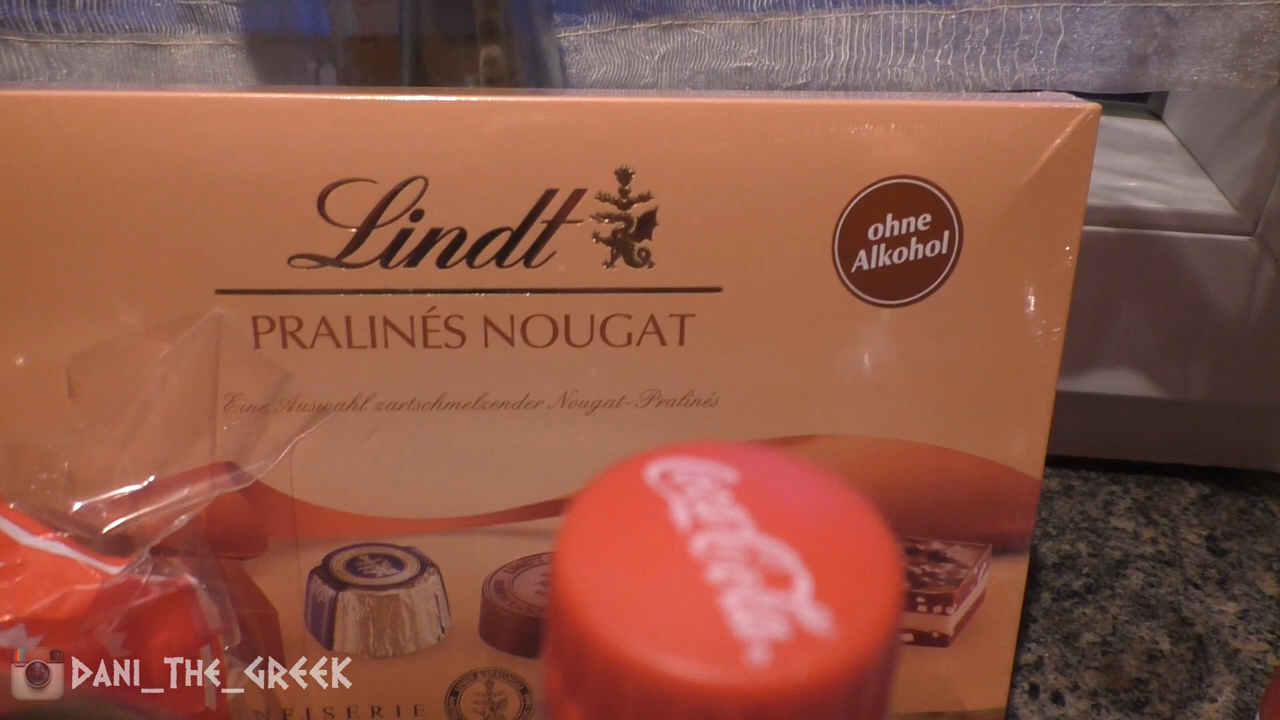 Lindt
ohne
Alkohol
PRALINÉS NOUGAT
Eine Auswahl zartschmelzender Nougat-Pralinés
Coca-Cola
DANI_THE_GREEK